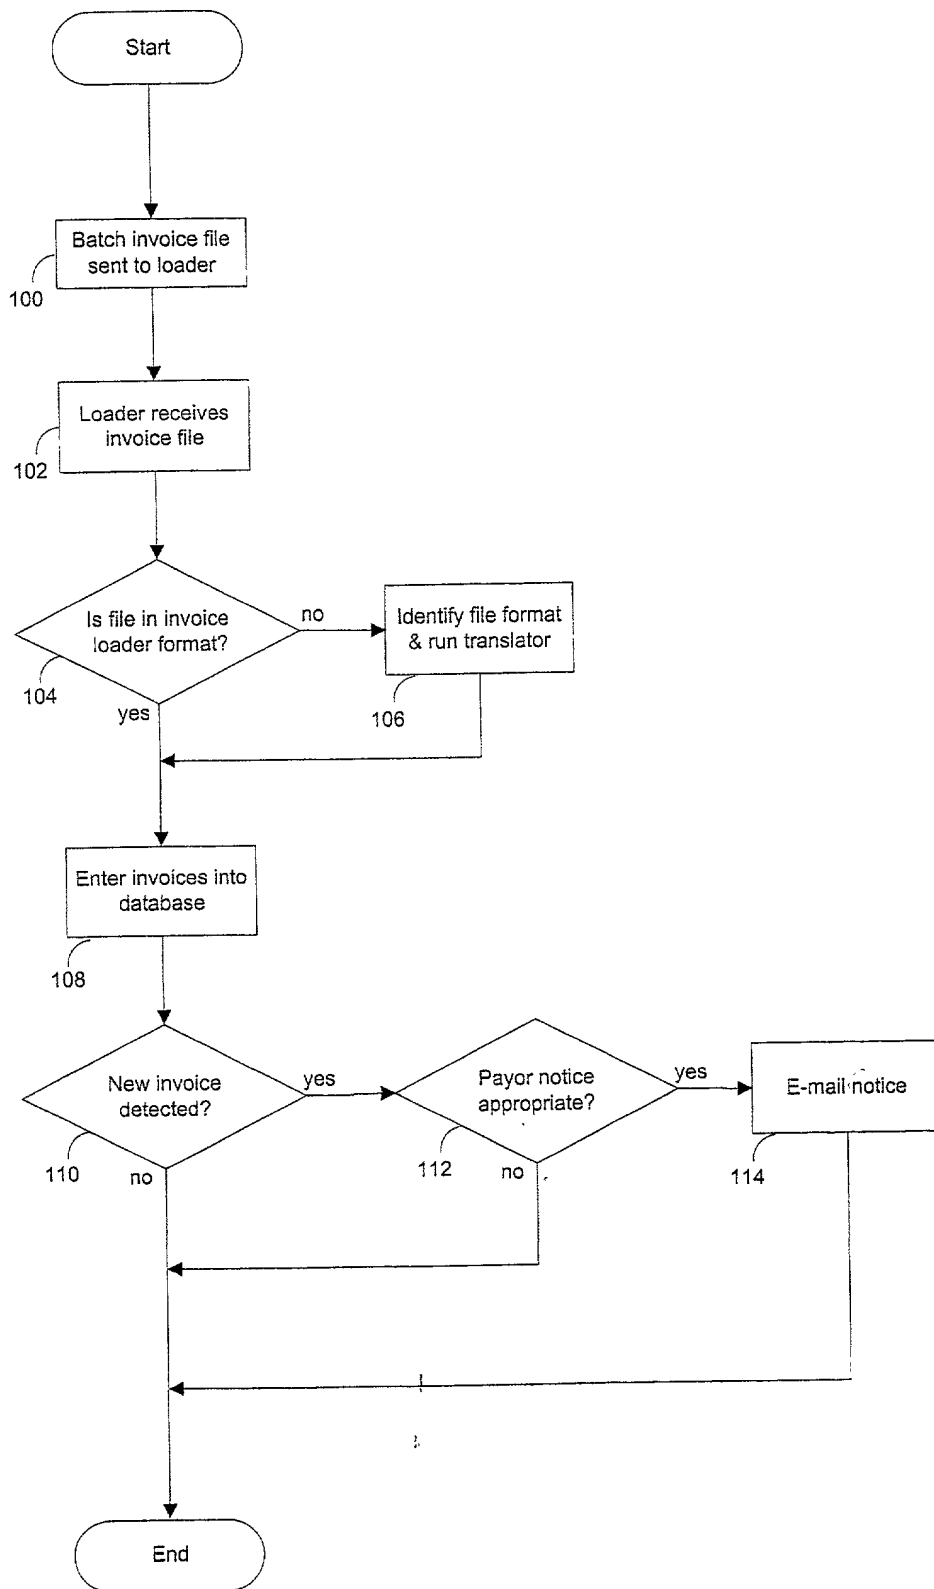 Start
Batch invoice file
sent to loader
100
Loader receives
invoice file
102
Is file in invoice
loader format?
104
no
yes
Identify file format
& run translator
106
Enter invoices into
database
108
New invoice
detected?
110
yes
no
Payor notice
appropriate?
112
yes
no
E-mail notice
114
End